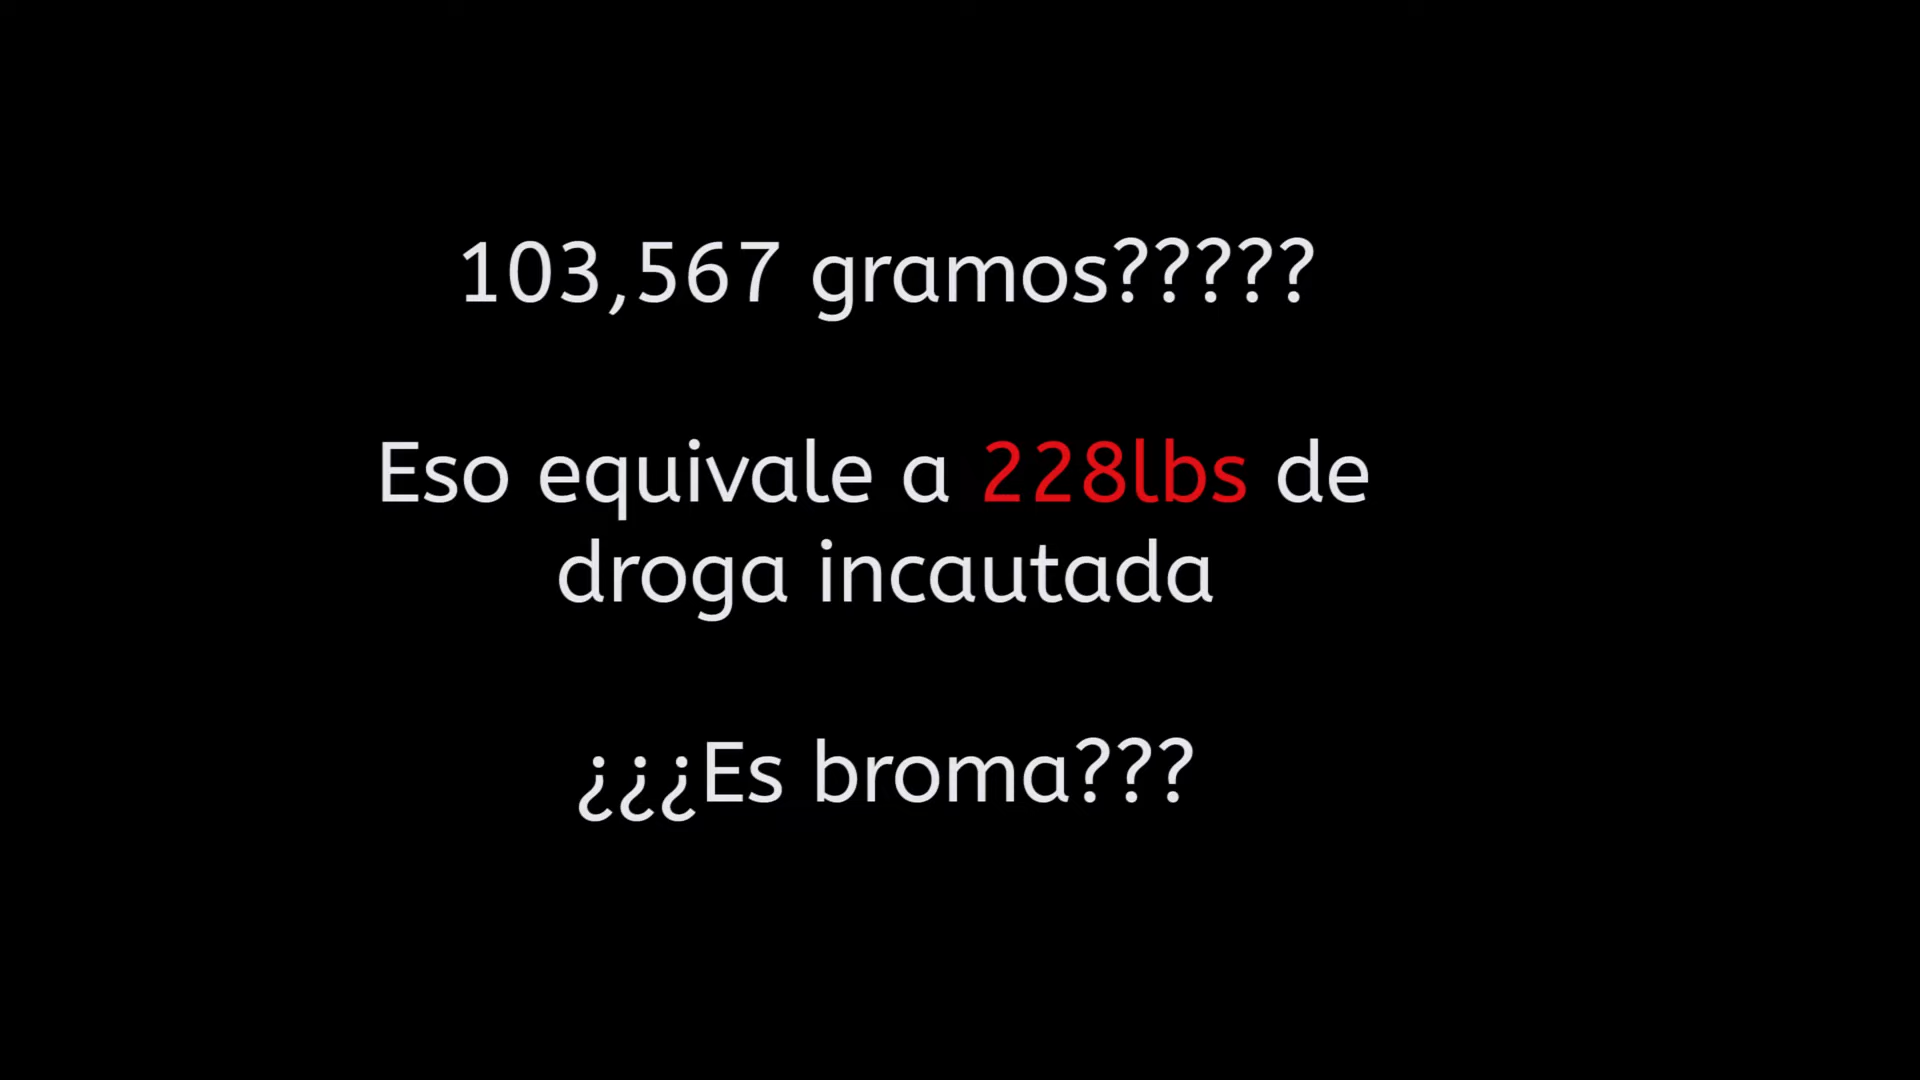 103,567 gramos?????
Eso equivale a 228lbs de
droga incautada
¿¿¿Es broma???